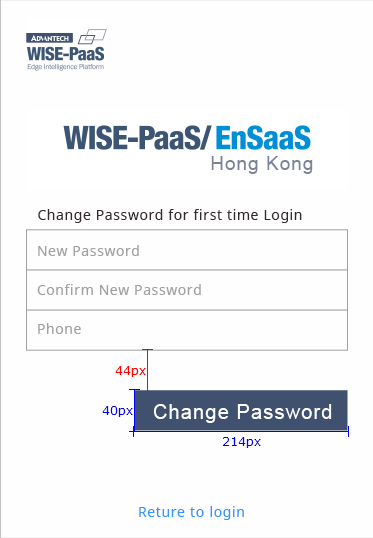 ADVANTECH
WISE-PaaS
Edge Intelligence Platform
WISE-PaaS/ EnSaaS
Hong Kong
Change Password for first time Login
New Password
Confirm New Password
Phone
44px
40px
Change Password
214px
Reture to login